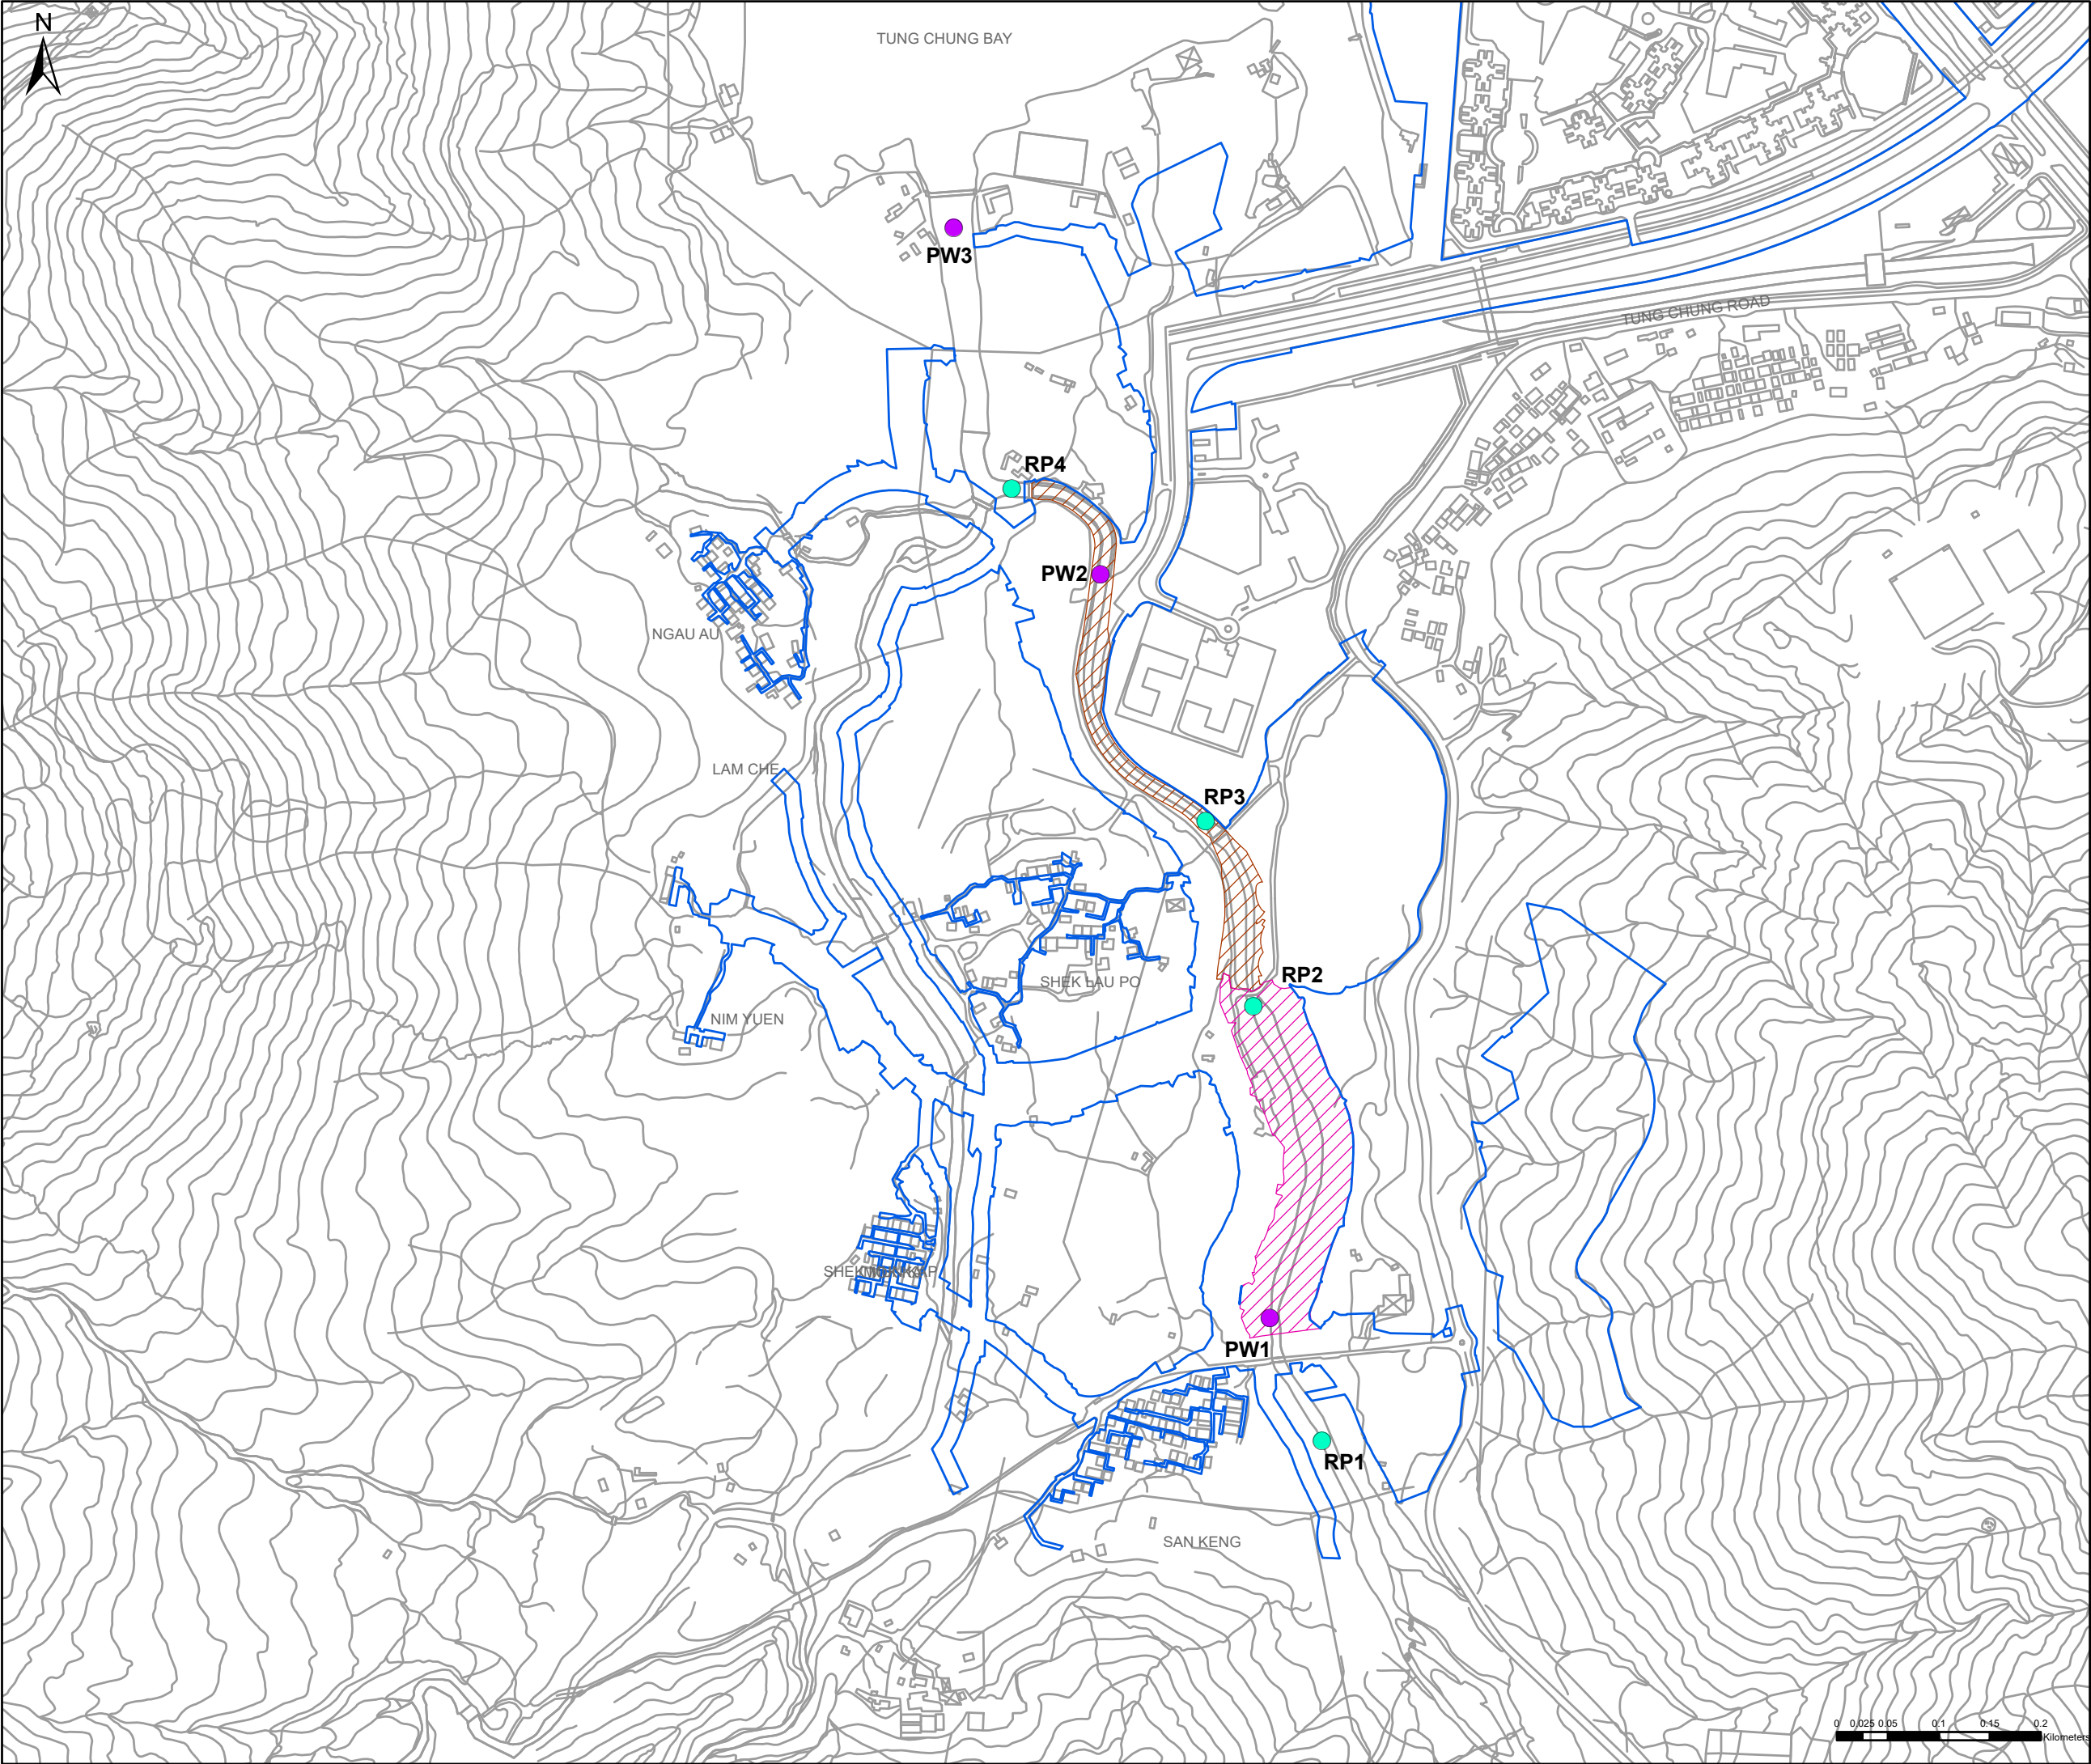 N
TUNG CHUNG BAY
PW3
TUNG CHUNG ROAD
RP4
PW2
NGAU AU
LAM CHE
RP3
RP2
SHEK LAU PO
NIM YUEN
PW1
RP1
SAN KENG
0 0.025 0.05 0.1 0.15 0.2
Kilometers